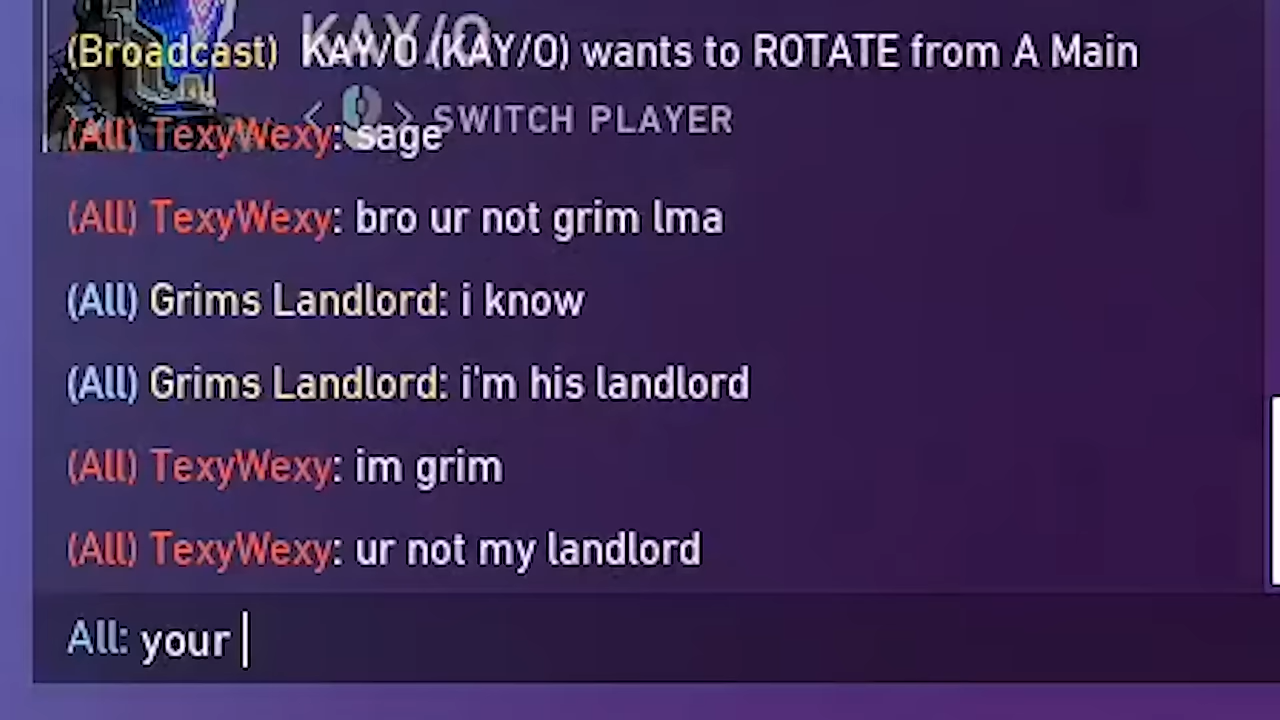 KAY/O
(Broadcast) KAY/O (KAY/O) wants to ROTATE from A Main
< > SWITCH PLAYER
(All) TexyWexy: sage
(All) TexyWexy: bro ur not grim lma
(All) Grims Landlord: i know
(All) Grims Landlord: i'm his landlord
(All) TexyWexy: im grim
(All) TexyWexy: ur not my landlord
All: your